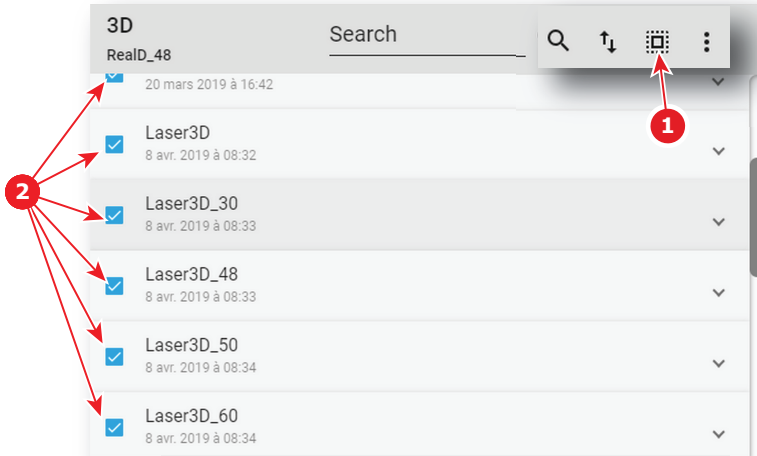 3D
RealD_48
Search
1
20 mars 2019 à 16:42
Laser3D
8 avr. 2019 à 08:32
2
Laser3D_30
8 avr. 2019 à 08:33
Laser3D_48
8 avr. 2019 à 08:33
Laser3D_50
8 avr. 2019 à 08:34
Laser3D_60
8 avr. 2019 à 08:34